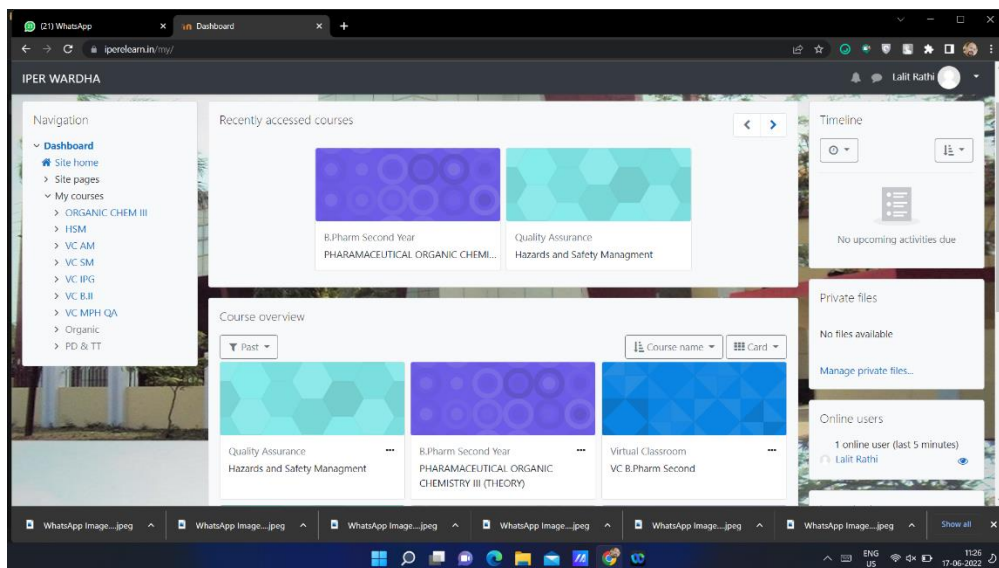 (21) WhatsApp
Dashboard
iperelearn.in/my/
IPER WARDHA
Lalit Rathi
Navigation
Dashboard
Site home
Site pages
My courses
ORGANIC CHEM III
HSM
VC AM
VC SM
VC IPG
VC B.II
VC MPH QA
Organic
PD & TT
Recently accessed courses
B.Pharm Second Year
PHARAMACEUTICAL ORGANIC CHEMI...
Quality Assurance
Hazards and Safety Managment
Course overview
Past
Course name
Card
Quality Assurance
Hazards and Safety Managment
B.Pharm Second Year
PHARAMACEUTICAL ORGANIC
CHEMISTRY III (THEORY)
Virtual Classroom
VC B.Pharm Second
Timeline
No upcoming activities due
Private files
No files available
Manage private files...
Online users
1 online user (last 5 minutes)
Lalit Rathi
WhatsApp Image....jpeg
WhatsApp Image....jpeg
WhatsApp Image....jpeg
WhatsApp Image....jpeg
WhatsApp Image....jpeg
WhatsApp Image....jpeg
Show all
ENG
US
11:26
17-06-2022